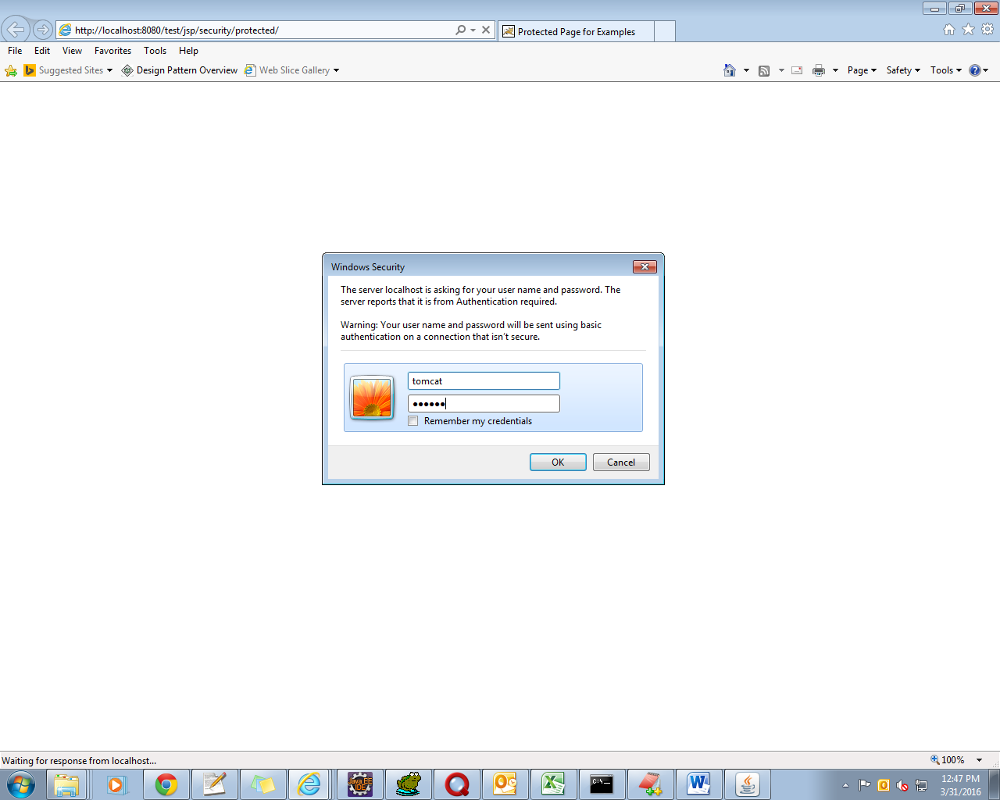 http://localhost:8080/test/jsp/security/protected/
Protected Page for Examples
File Edit View Favorites Tools Help
Suggested Sites Design Pattern Overview Web Slice Gallery Page Safety Tools
Windows Security
The server localhost is asking for your user name and password. The
server reports that it is from Authentication required.
Warning: Your user name and password will be sent using basic
authentication on a connection that isn't secure.
tomcat
●●●●●●
Remember my credentials
OK Cancel
Waiting for response from localhost... 100%
Java EE
IDE
C:\_
12:47 PM
3/31/2016